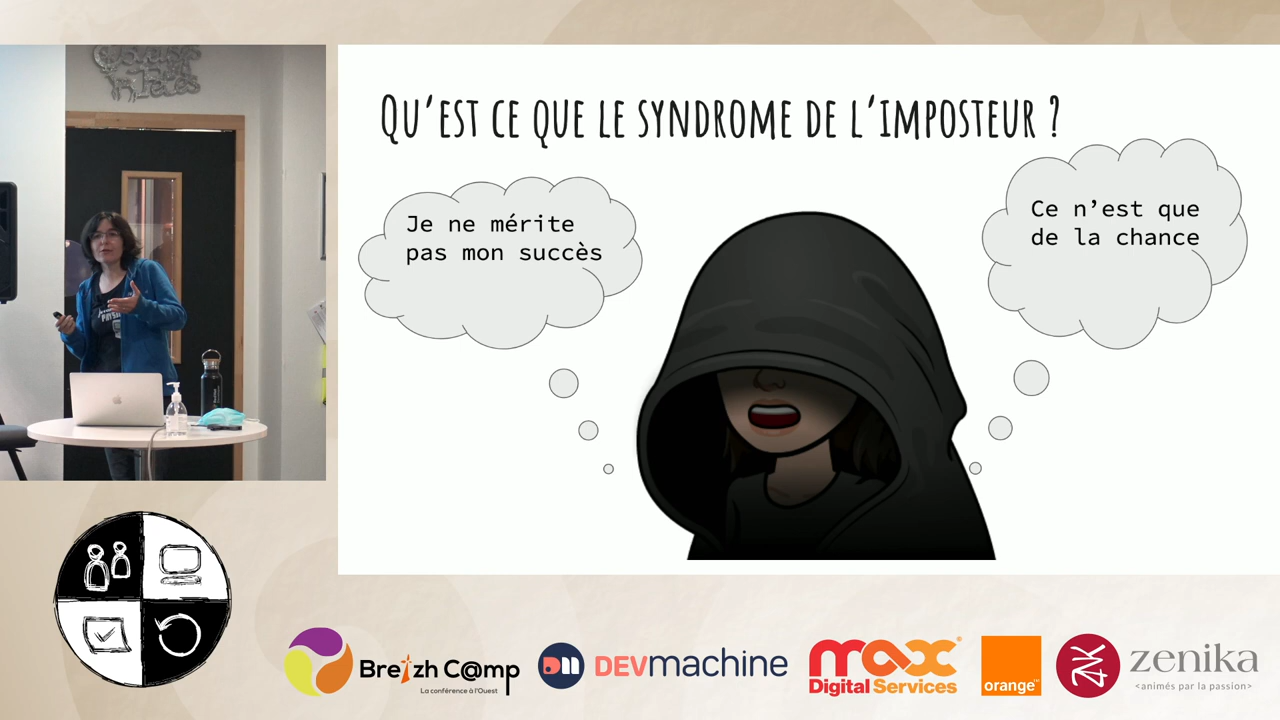 Qu'est ce que le syndrome de l'imposteur ?
Je ne mérite
pas mon succès
Ce n'est que
de la chance
Breizh C@mp
La conférence à l'Ouest
DEVmachine
max
Digital Services
orange™
zenika
<animés par la passion>